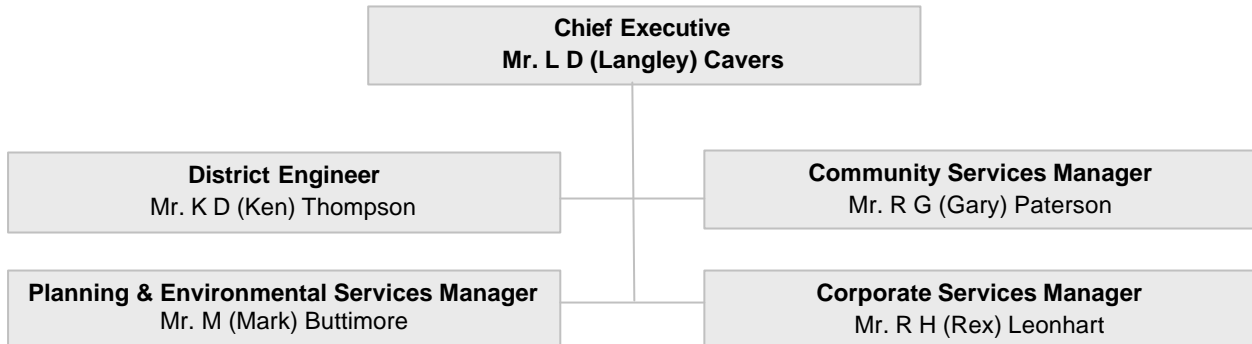 Chief Executive
Mr. L D (Langley) Cavers
District Engineer
Mr. K D (Ken) Thompson
Community Services Manager
Mr. R G (Gary) Paterson
Planning & Environmental Services Manager
Mr. M (Mark) Buttimore
Corporate Services Manager
Mr. R H (Rex) Leonhart